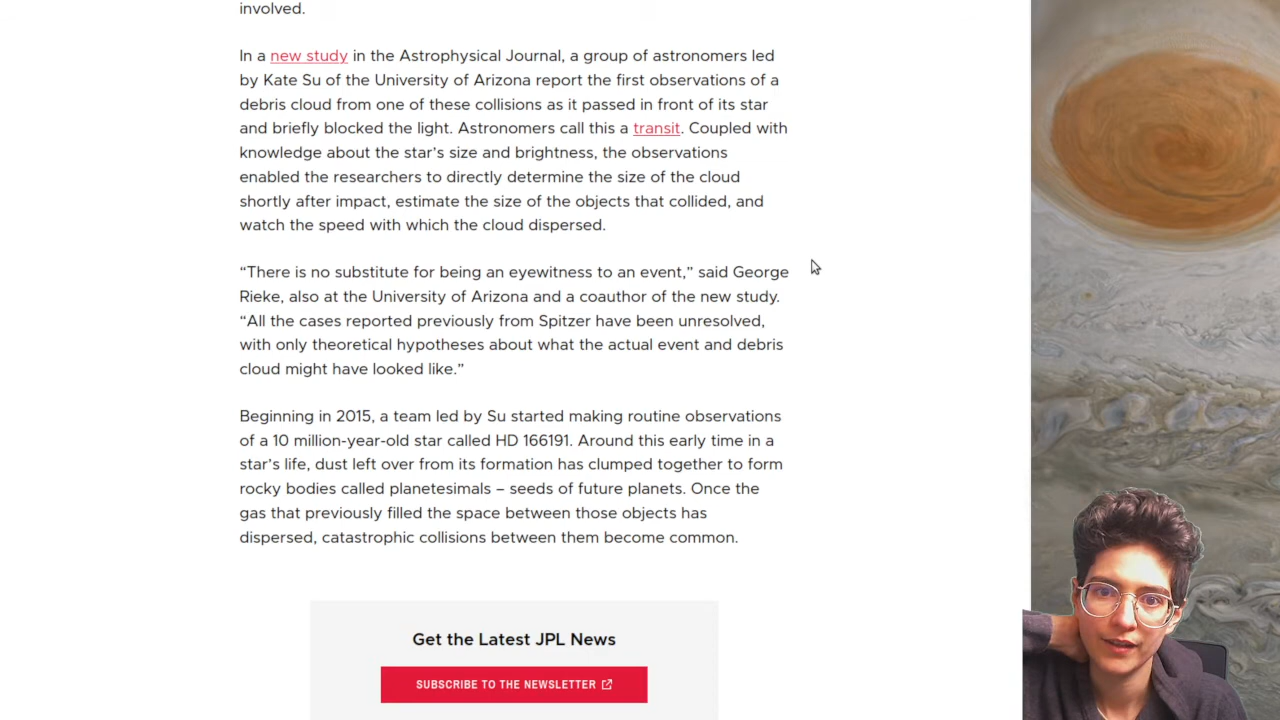 involved.
In a new study in the Astrophysical Journal, a group of astronomers led
by Kate Su of the University of Arizona report the first observations of a
debris cloud from one of these collisions as it passed in front of its star
and briefly blocked the light. Astronomers call this a transit. Coupled with
knowledge about the star’s size and brightness, the observations
enabled the researchers to directly determine the size of the cloud
shortly after impact, estimate the size of the objects that collided, and
watch the speed with which the cloud dispersed.
“There is no substitute for being an eyewitness to an event,” said George
Rieke, also at the University of Arizona and a coauthor of the new study.
“All the cases reported previously from Spitzer have been unresolved,
with only theoretical hypotheses about what the actual event and debris
cloud might have looked like.”
Beginning in 2015, a team led by Su started making routine observations
of a 10 million-year-old star called HD 166191. Around this early time in a
star’s life, dust left over from its formation has clumped together to form
rocky bodies called planetesimals – seeds of future planets. Once the
gas that previously filled the space between those objects has
dispersed, catastrophic collisions between them become common.
Get the Latest JPL News
SUBSCRIBE TO THE NEWSLETTER